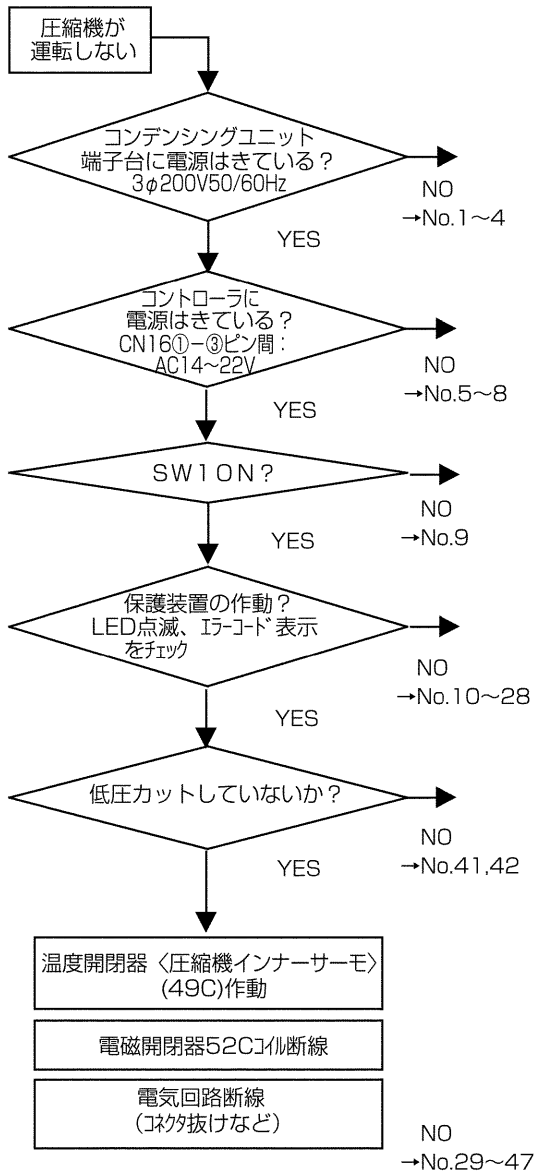 圧縮機が
運転しない
コンデンシングユニット
端子台に電源はきている？
3φ200V50/60Hz
NO
→No.1～4
YES
コントローラに
電源はきている？
CN16①－③ピン間：
AC14～22V
NO
→No.5～8
YES
SW1ON？
NO
→No.9
YES
保護装置の作動？
LED点滅、エラーコード表示
をチェック
NO
→No.10～28
YES
低圧カットしていないか？
NO
→No.41,42
YES
温度開閉器〈圧縮機インナーサーモ〉
(49C)作動
電磁開閉器52Cコイル断線
電気回路断線
(コネクタ抜けなど)
NO
→No.29～47